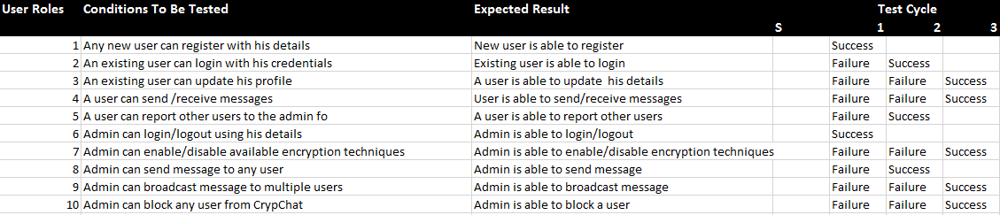 User Roles Conditions To Be Tested Expected Result Test Cycle
S 1 2 3
1 Any new user can register with his details New user is able to register Success
2 An existing user can login with his credentials Existing user is able to login Failure Success
3 An existing user can update his profile A user is able to update  his details Failure Failure Success
4 A user can send /receive messages User is able to send/receive messages Failure Failure Success
5 A user can report other users to the admin fo A user is able to report other users Failure Success
6 Admin can login/logout using his details Admin is able to login/logout Success
7 Admin can enable/disable available encryption techniques Admin is able to enable/disable encryption techniques Failure Failure Success
8 Admin can send message to any user Admin is able to send message Failure Success
9 Admin can broadcast message to multiple users Admin is able to broadcast message Failure Failure Success
10 Admin can block any user from CrypChat Admin is able to block a user Failure Failure Success